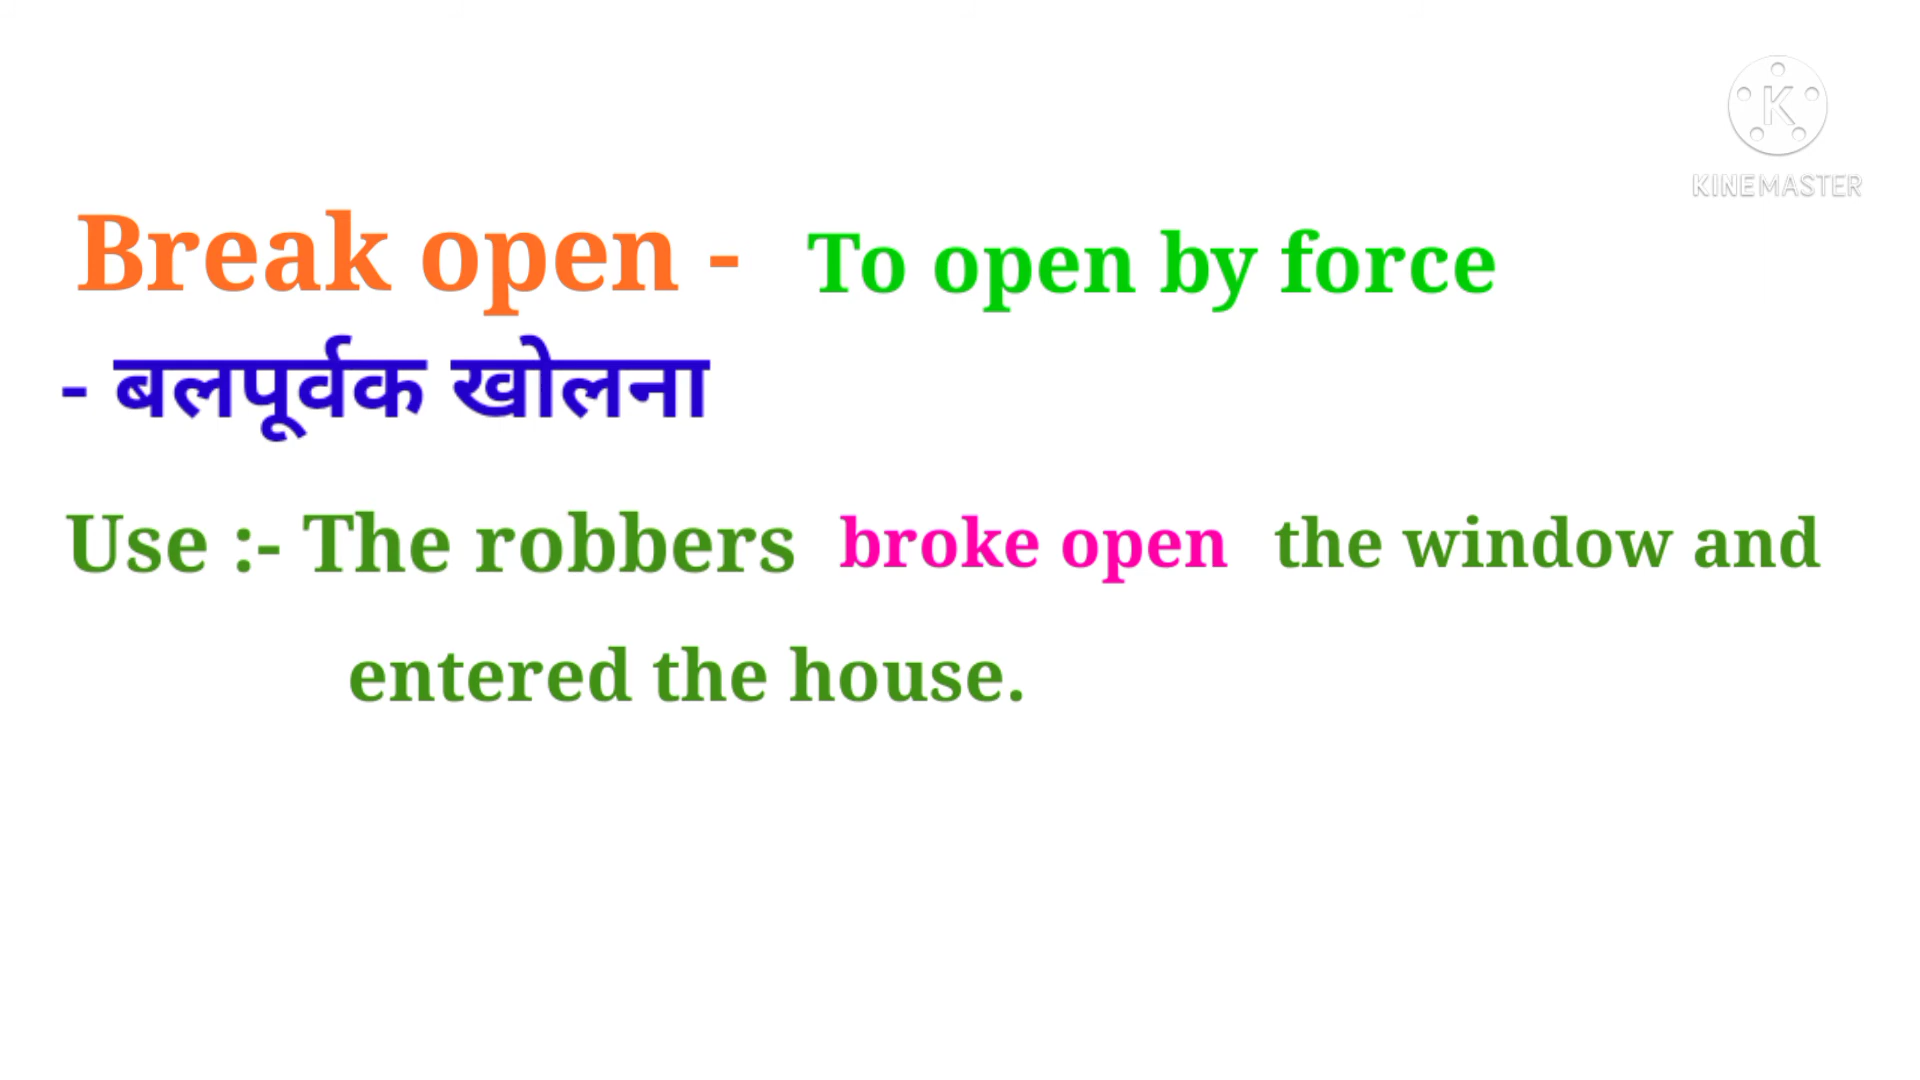 KINEMASTER
Break open - To open by force
- बलपूर्वक खोलना
Use :- The robbers broke open the window and
entered the house.